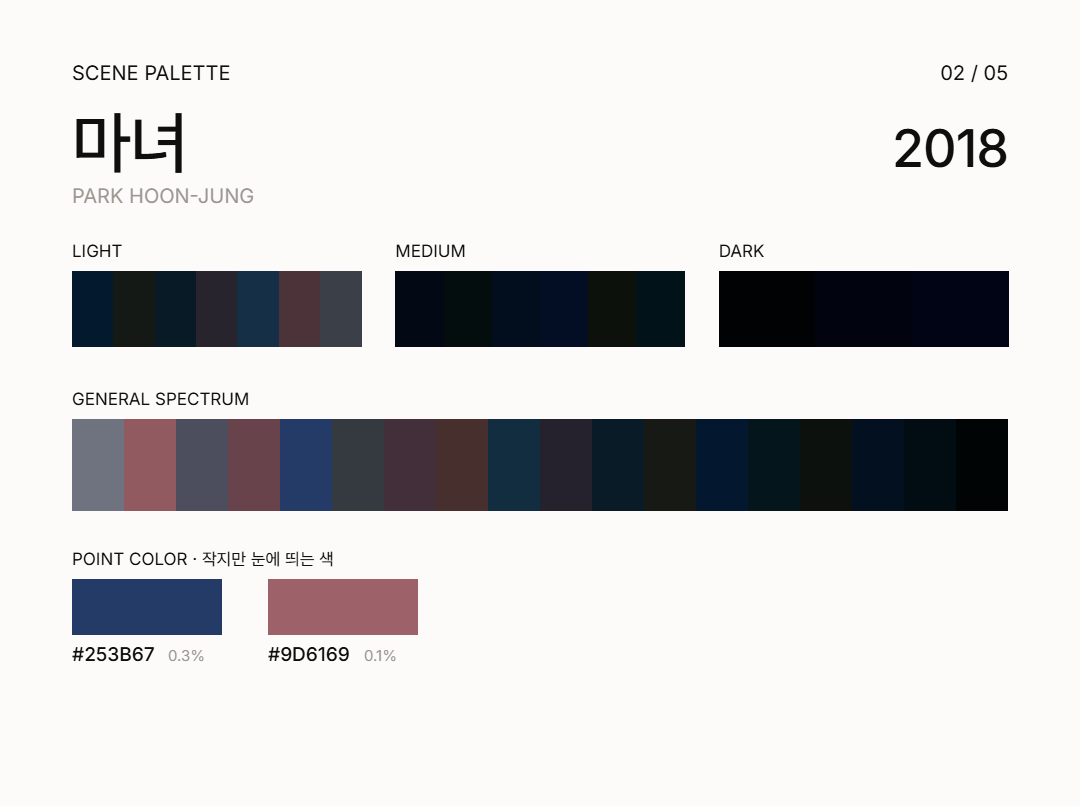 SCENE PALETTE 02 / 05
마녀 2018
PARK HOON-JUNG
LIGHT MEDIUM DARK
GENERAL SPECTRUM
POINT COLOR · 작지만 눈에 띄는 색
#253B67 0.3% #9D6169 0.1%